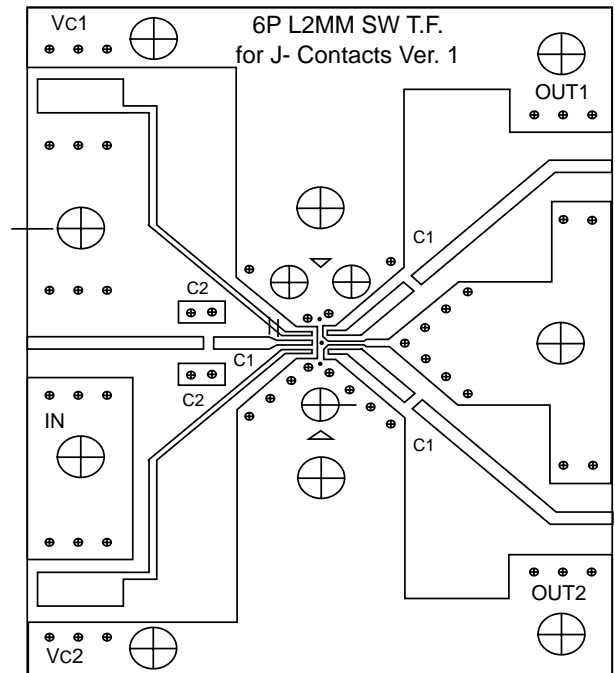 6P L2MM SW T.F.
for J- Contacts Ver. 1
Vc1
OUT1
C1
C2
C1
C2
IN
C1
OUT2
Vc2